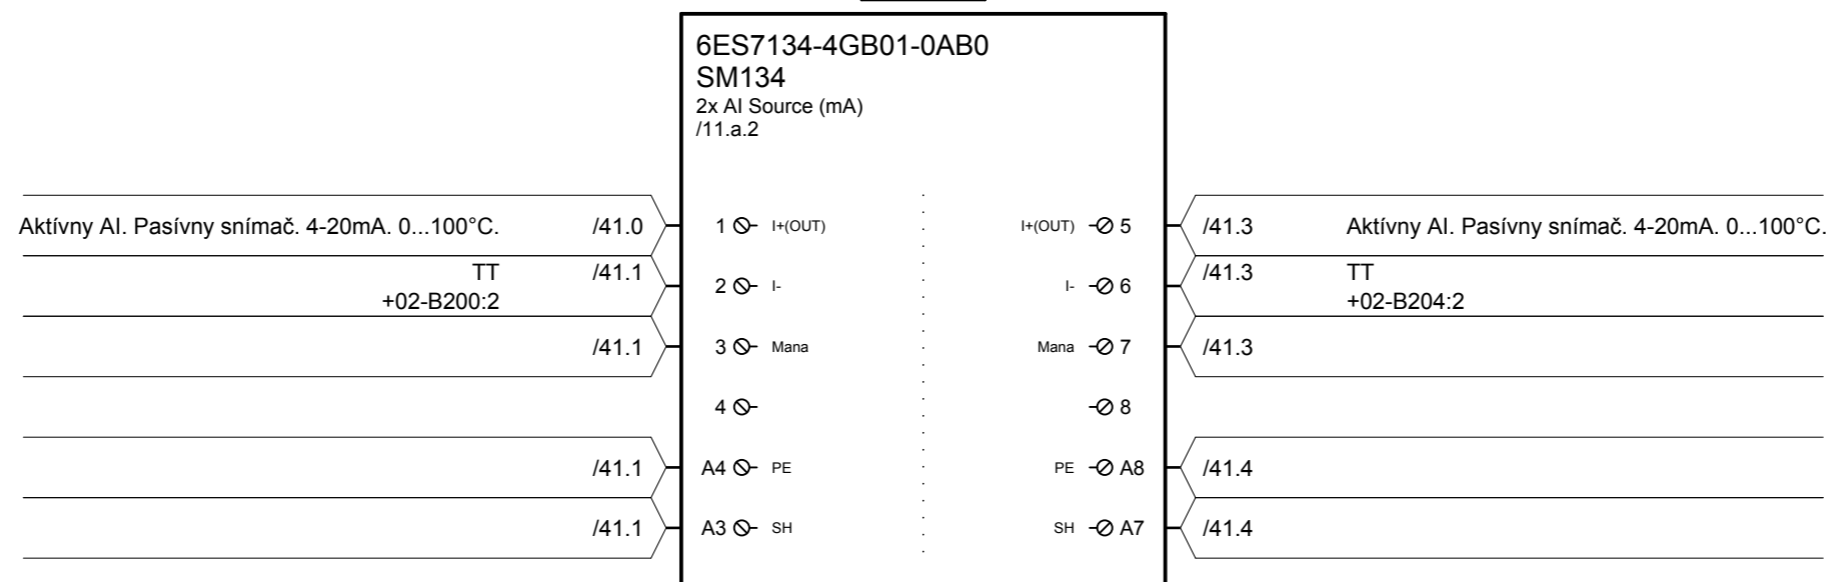 6ES7134-4GB01-0AB0
SM134
2x AI Source (mA)
/11.a.2
Aktívny AI. Pasívny snímač. 4-20mA. 0...100°C. /41.0 1 I+(OUT) I+(OUT) 5 /41.3 Aktívny AI. Pasívny snímač. 4-20mA. 0...100°C.
TT /41.1 2 I- I- 6 /41.3 TT
+02-B200:2 +02-B204:2
/41.1 3 Mana Mana 7 /41.3
4 8
/41.1 A4 PE PE A8 /41.4
/41.1 A3 SH SH A7 /41.4